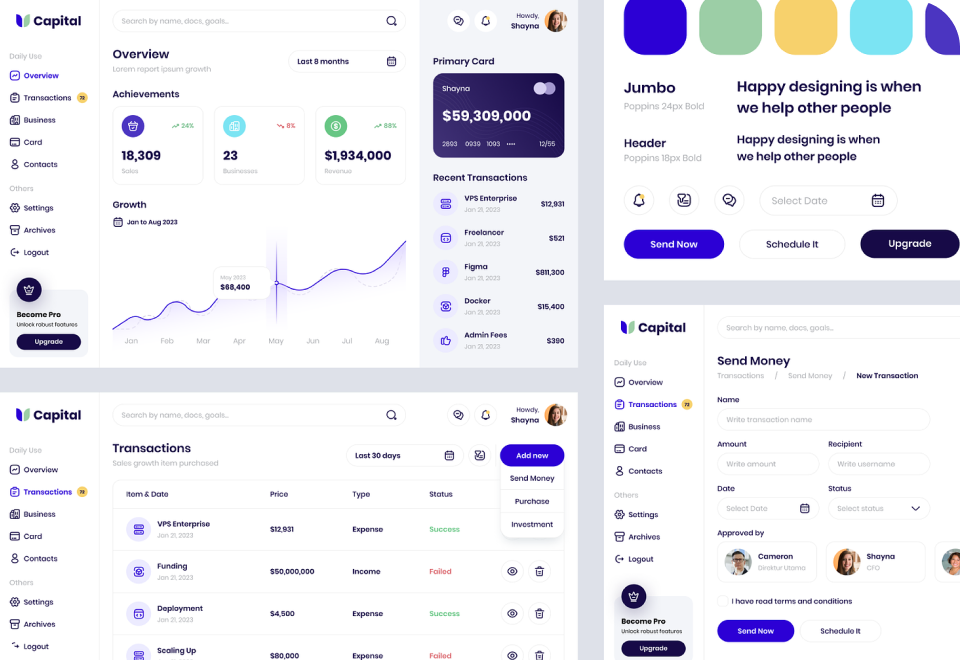 Capital
Search by name, docs, goals..
Howdy,
Shayna
Daily Use
Overview
Transactions 72
Business
Card
Contacts
Others
Settings
Archives
Logout
Become Pro
Unlock robust features
Upgrade
Overview
Lorem report ipsum growth
Last 8 months
Achievements
24%
18,309
Sales
8%
23
Businesses
88%
$1,934,000
Revenue
Growth
Jan to Aug 2023
May 2023
$68,400
Jan Feb Mar Apr May Jun Jul Aug
Primary Card
Shayna
$59,309,000
2893 0939 1093 •••• 12/55
Recent Transactions
VPS Enterprise
Jan 21, 2023
$12,931
Freelancer
Jan 21, 2023
$521
Figma
Jan 21, 2023
$811,300
Docker
Jan 21, 2023
$15,400
Admin Fees
Jan 21, 2023
$390
Jumbo
Poppins 24px Bold
Happy designing is when
we help other people
Header
Poppins 18px Bold
Happy designing is when
we help other people
Select Date
Send Now
Schedule It
Upgrade
Capital
Search by name, docs, goals..
Howdy,
Shayna
Daily Use
Overview
Transactions 72
Business
Card
Contacts
Others
Settings
Archives
Logout
Transactions
Sales growth item purchased
Last 30 days
Add new
Send Money
Purchase
Investment
Item & Date Price Type Status
VPS Enterprise
Jan 21, 2023
$12,931 Expense Success
Funding
Jan 21, 2023
$50,000,000 Income Failed
Deployment
Jan 21, 2023
$4,500 Expense Success
Scaling Up
$80,000 Expense Failed
Capital
Search by name, docs, goals..
Daily Use
Overview
Transactions 72
Business
Card
Contacts
Others
Settings
Archives
Logout
Become Pro
Unlock robust features
Upgrade
Send Money
Transactions / Send Money / New Transaction
Name
Write transaction name
Amount
Write amount
Recipient
Write username
Date
Select Date
Status
Select status
Approved by
Cameron
Direktur Utama
Shayna
CFO
I have read terms and conditions
Send Now
Schedule It